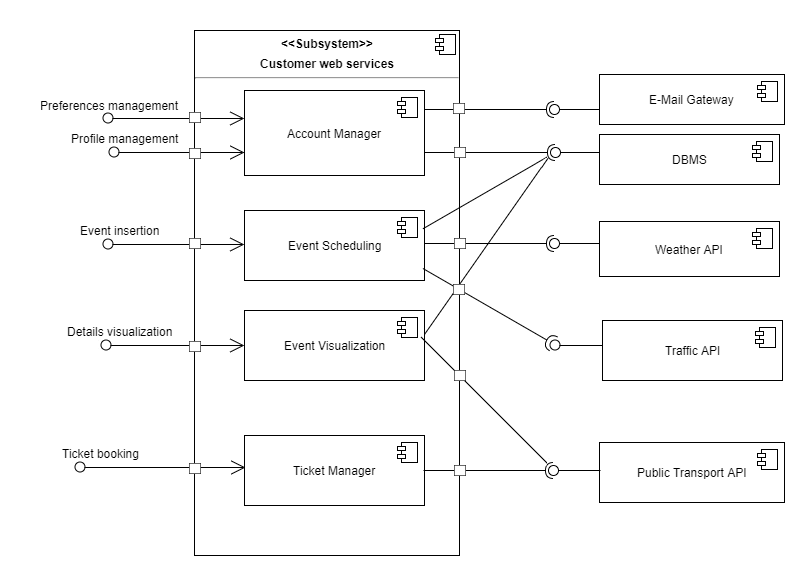 <<Subsystem>>
Customer web services
Preferences management
Profile management
Account Manager
E-Mail Gateway
DBMS
Event insertion
Event Scheduling
Weather API
Details visualization
Event Visualization
Traffic API
Ticket booking
Ticket Manager
Public Transport API